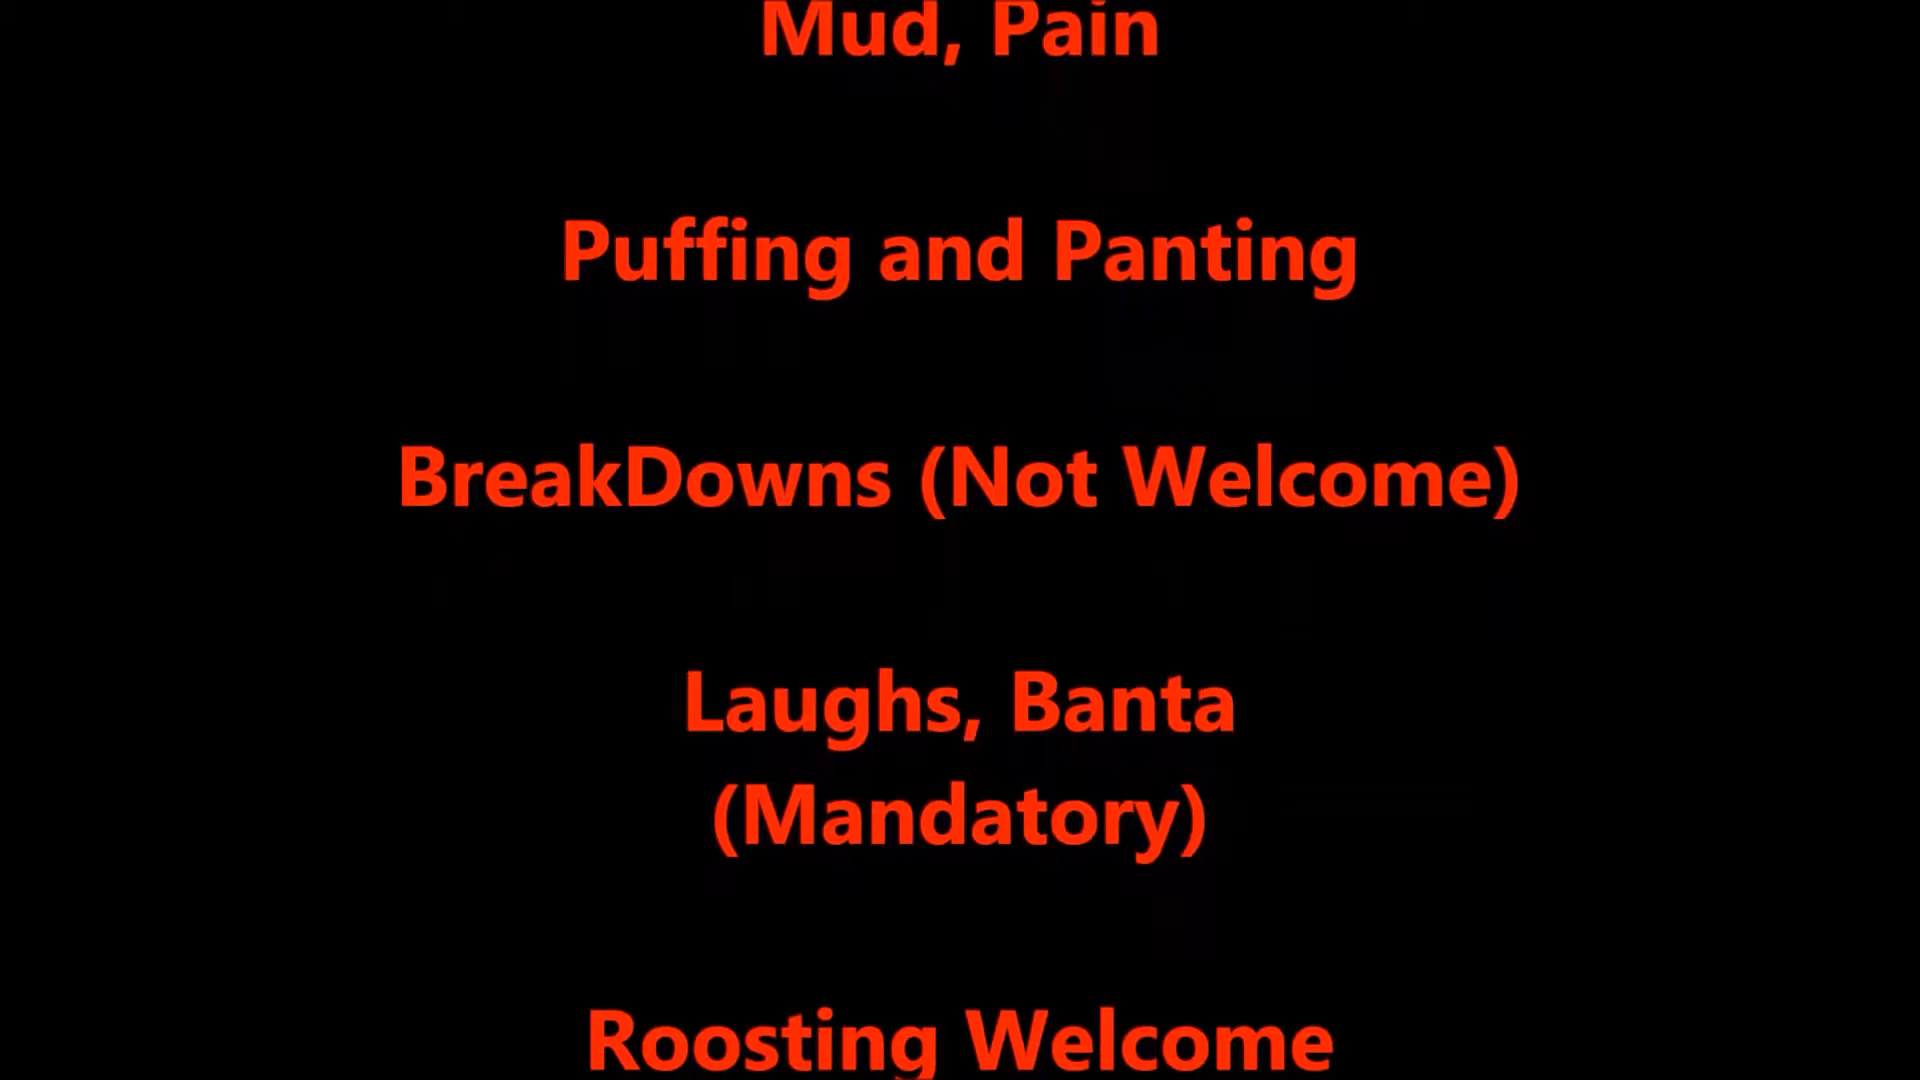 Mud, Pain
Puffing and Panting
BreakDowns (Not Welcome)
Laughs, Banta
(Mandatory)
Roosting Welcome